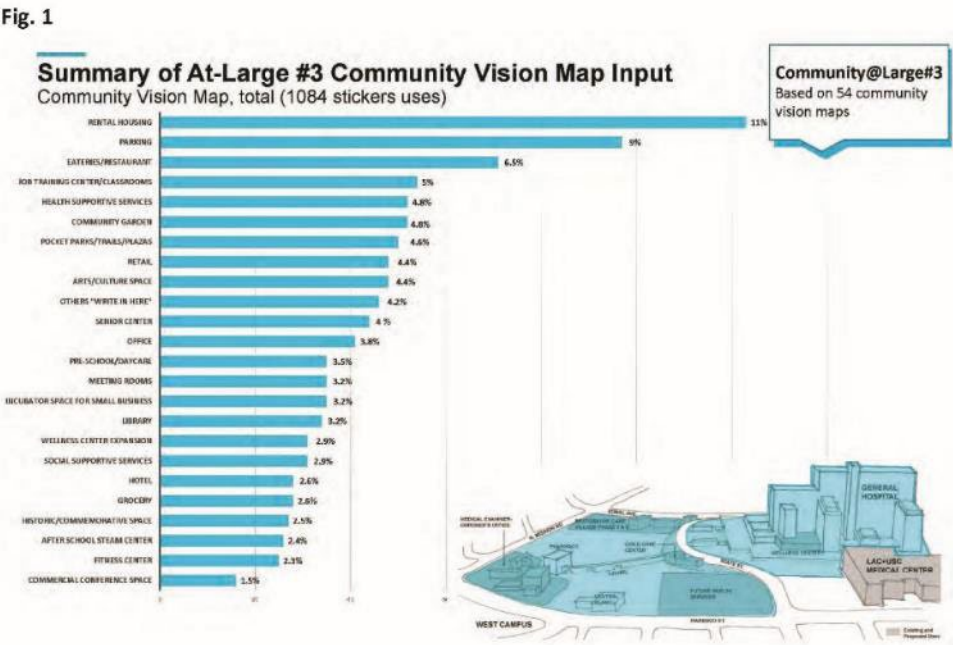 Fig. 1
Summary of At-Large #3 Community Vision Map Input
Community Vision Map, total (1084 stickers uses)
Community@Large#3
Based on 54 community
vision maps
RENTAL HOUSING 11%
PARKING 9%
EATERIES/RESTAURANT 6.5%
JOB TRAINING CENTER/CLASSROOMS 5%
HEALTH SUPPORTIVE SERVICES 4.8%
COMMUNITY GARDEN 4.8%
POCKET PARKS/TRAILS/PLAZAS 4.6%
RETAIL 4.4%
ARTS/CULTURE SPACE 4.4%
OTHERS "WRITE IN HERE" 4.2%
SENIOR CENTER 4 %
OFFICE 3.8%
PRE-SCHOOL/DAYCARE 3.5%
MEETING ROOMS 3.2%
INCUBATOR SPACE FOR SMALL BUSINESS 3.2%
LIBRARY 3.2%
WELLNESS CENTER EXPANSION 2.9%
SOCIAL SUPPORTIVE SERVICES 2.9%
HOTEL 2.6%
GROCERY 2.6%
HISTORIC/COMMEMORATIVE SPACE 2.5%
AFTER SCHOOL STEAM CENTER 2.4%
FITNESS CENTER 2.3%
COMMERCIAL CONFERENCE SPACE 1.5%
GENERAL
HOSPITAL
WELLNESS CENTER
LAC+USC
MEDICAL CENTER
CHILD CARE
CENTER
WEST CAMPUS